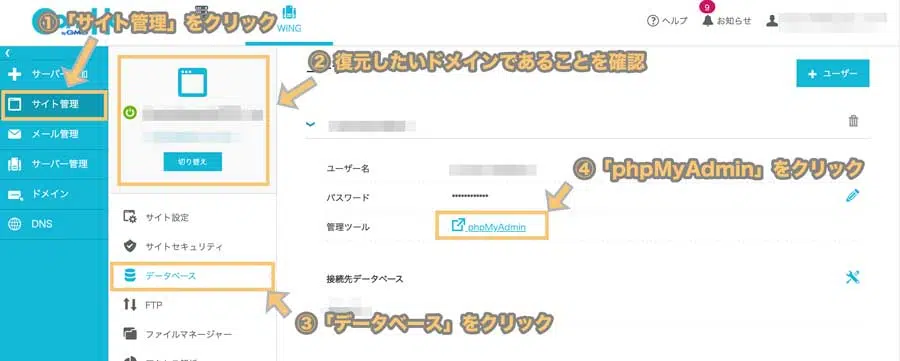 ①「サイト管理」をクリック
by GMO
WING
ヘルプ
9
お知らせ
②復元したいドメインであることを確認
ユーザー
サイト管理
メール管理
サーバー管理
ドメイン
DNS
切り替え
サイト設定
サイトセキュリティ
データベース
FTP
ファイルマネージャー
ユーザー名
パスワード
************
管理ツール
phpMyAdmin
④「phpMyAdmin」をクリック
接続先データベース
③「データベース」をクリック